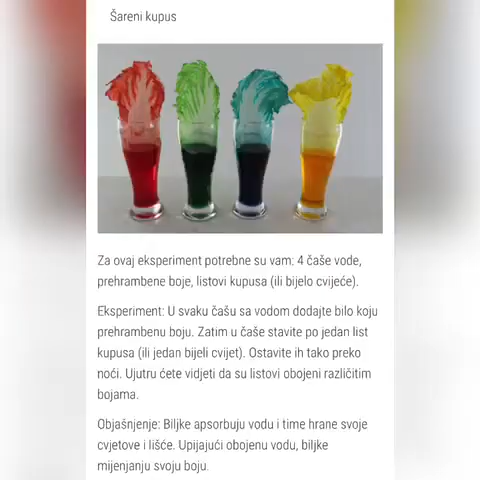 Šareni kupus
Za ovaj eksperiment potrebne su vam: 4 čaše vode,
prehrambene boje, listovi kupusa (ili bijelo cvijeće).
Eksperiment: U svaku čašu sa vodom dodajte bilo koju
prehrambenu boju. Zatim u čaše stavite po jedan list
kupusa (ili jedan bijeli cvijet). Ostavite ih tako preko
noći. Ujutru ćete vidjeti da su listovi obojeni različitim
bojama.
Objašnjenje: Biljke apsorbuju vodu i time hrane svoje
cvjetove i lišće. Upijajući obojenu vodu, biljke
mijenjanju svoju boju.